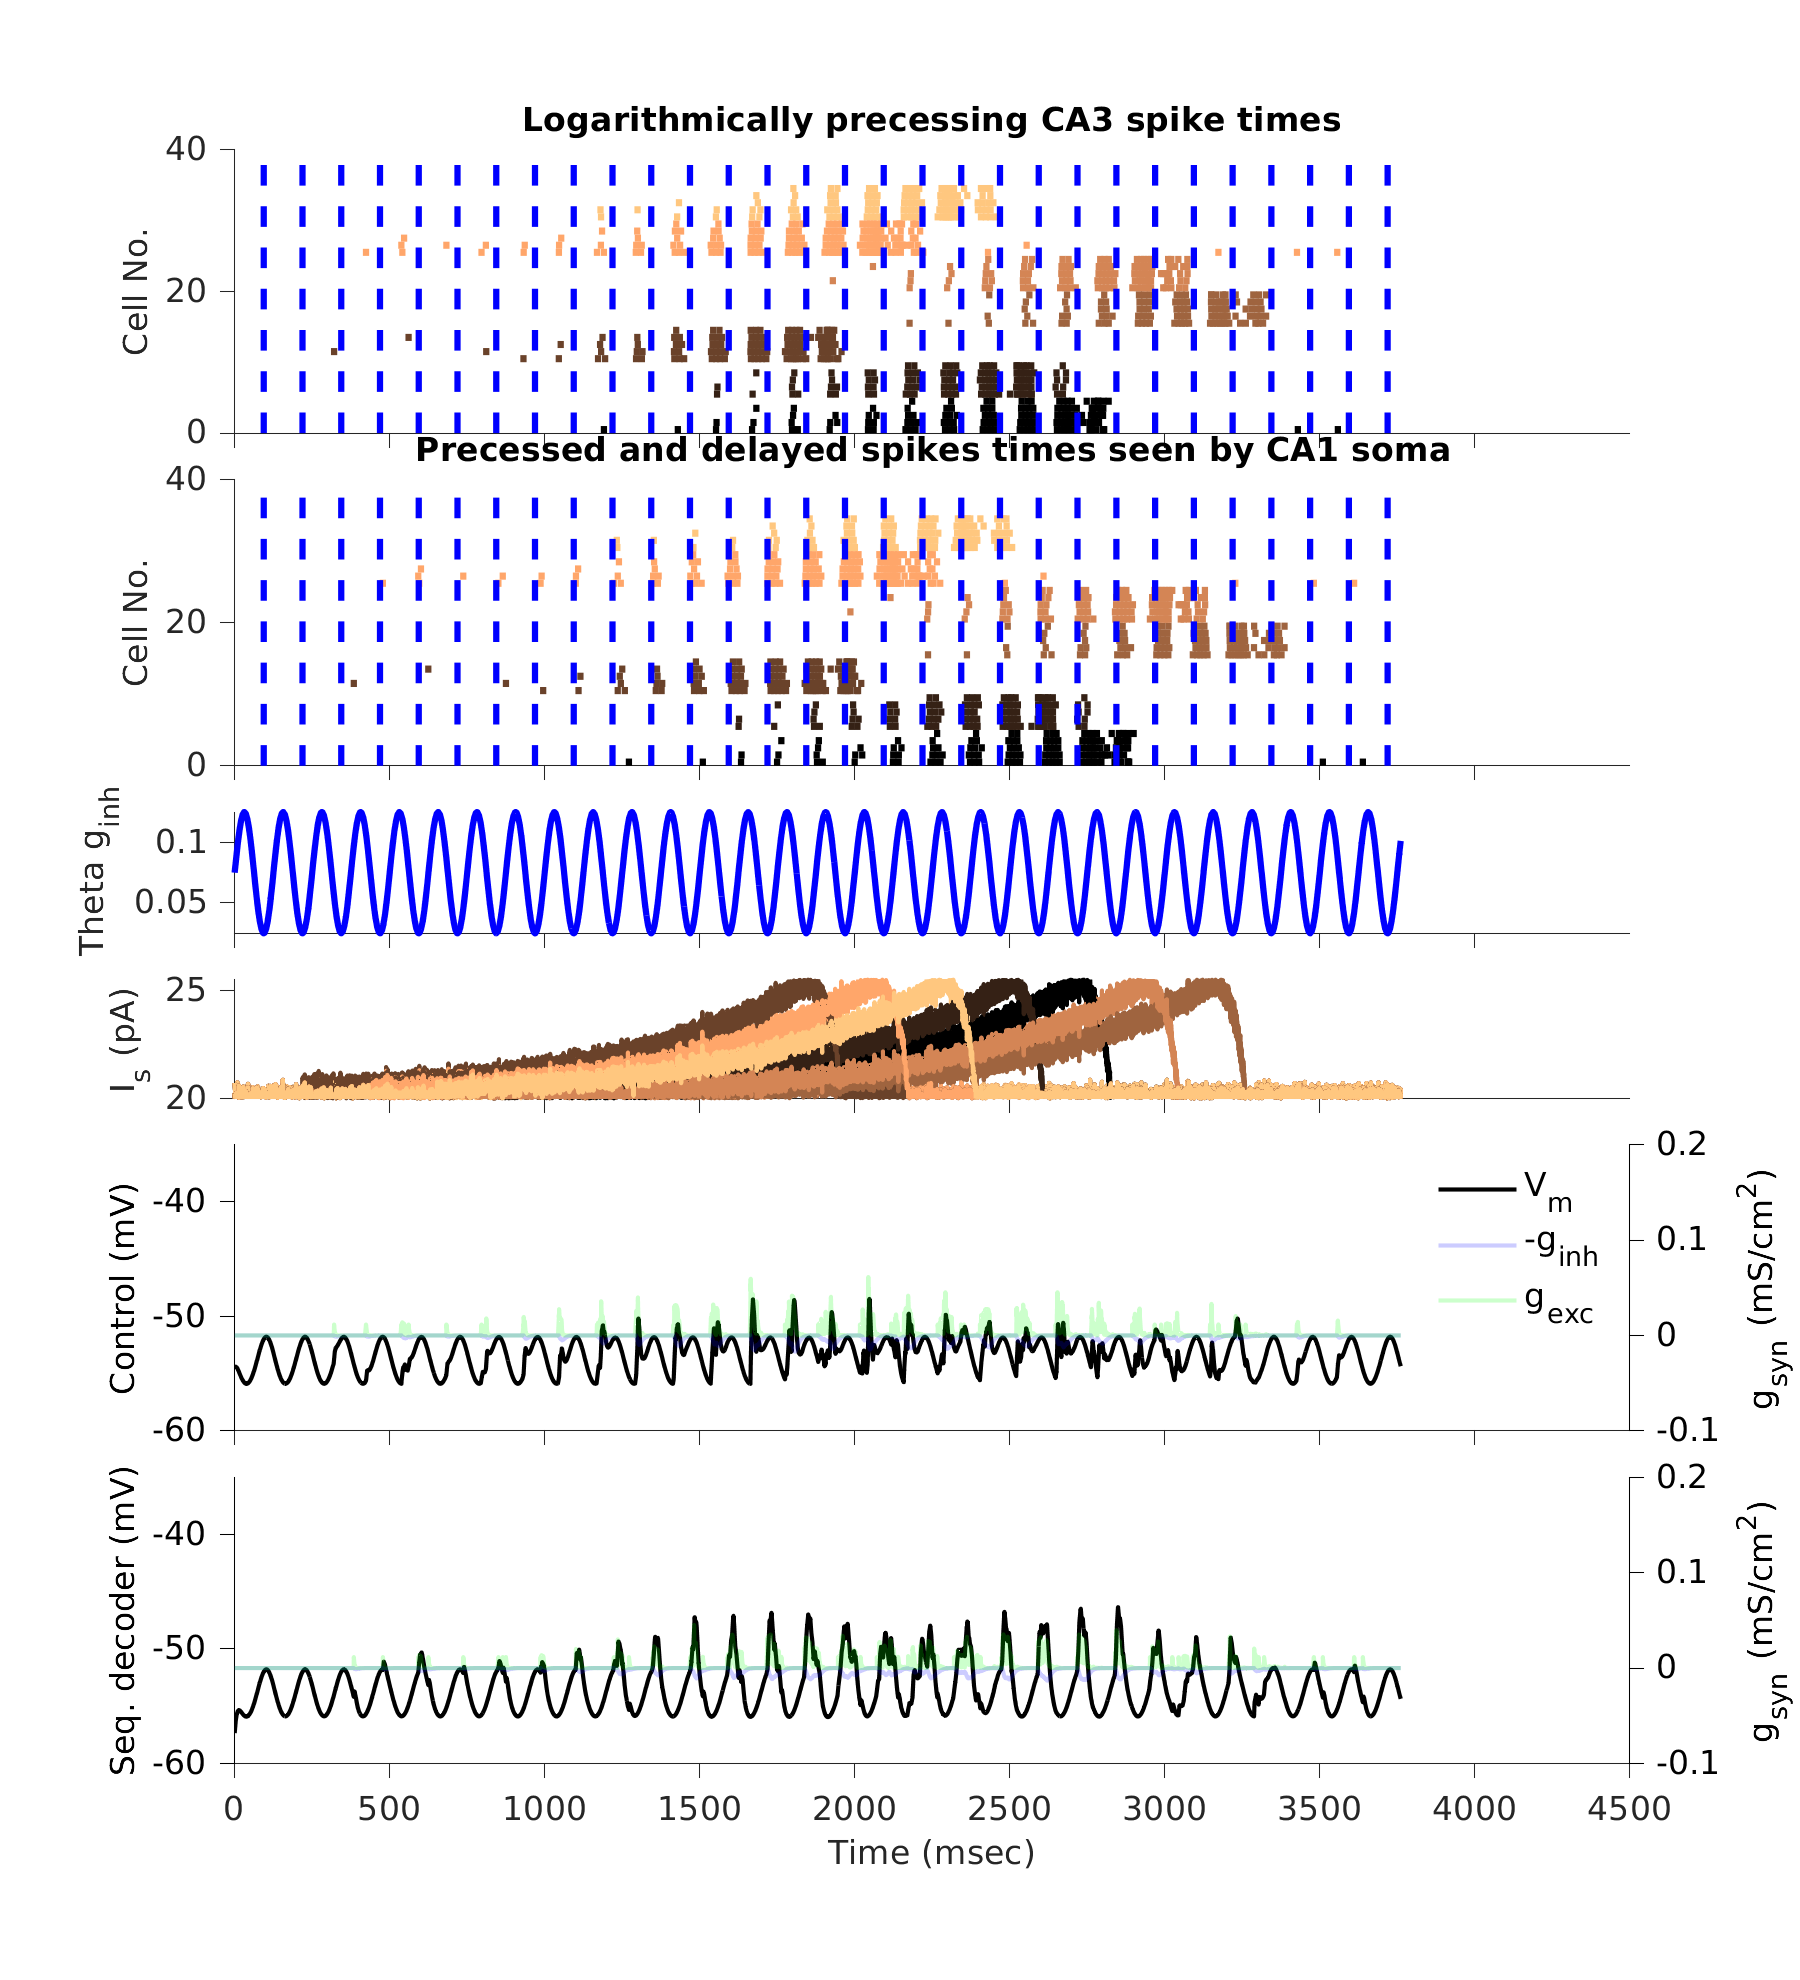 Logarithmically precessing CA3 spike times
40
20
0
Cell No.
Precessed and delayed spikes times seen by CA1 soma
40
20
0
Cell No.
0.1
0.05
Theta g_inh
25
20
I_s (pA)
-40
-50
-60
Control (mV)
V_m
-g_inh
g_exc
0.2
0.1
0
-0.1
g_syn (mS/cm^2)
-40
-50
-60
Seq. decoder (mV)
0.2
0.1
0
-0.1
g_syn (mS/cm^2)
0 500 1000 1500 2000 2500 3000 3500 4000 4500
Time (msec)